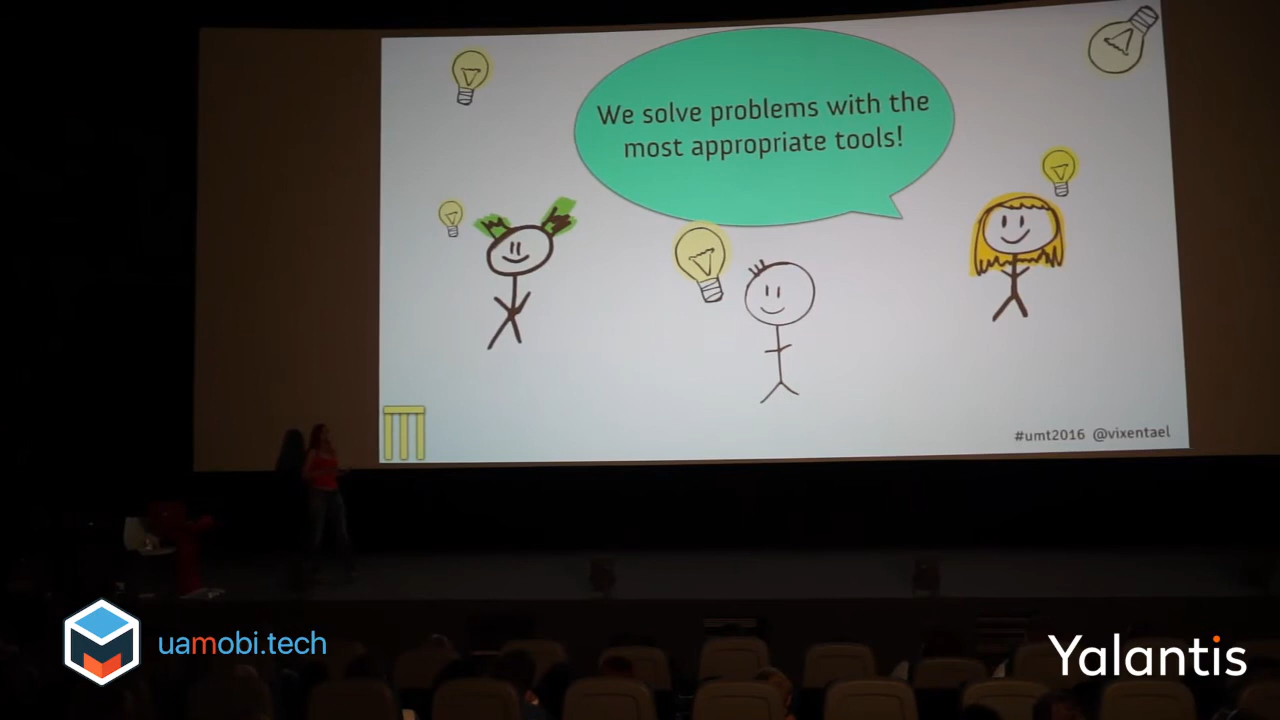 We solve problems with the
most appropriate tools!
#umt2016 @vixentael
uamobi.tech
Yalantis